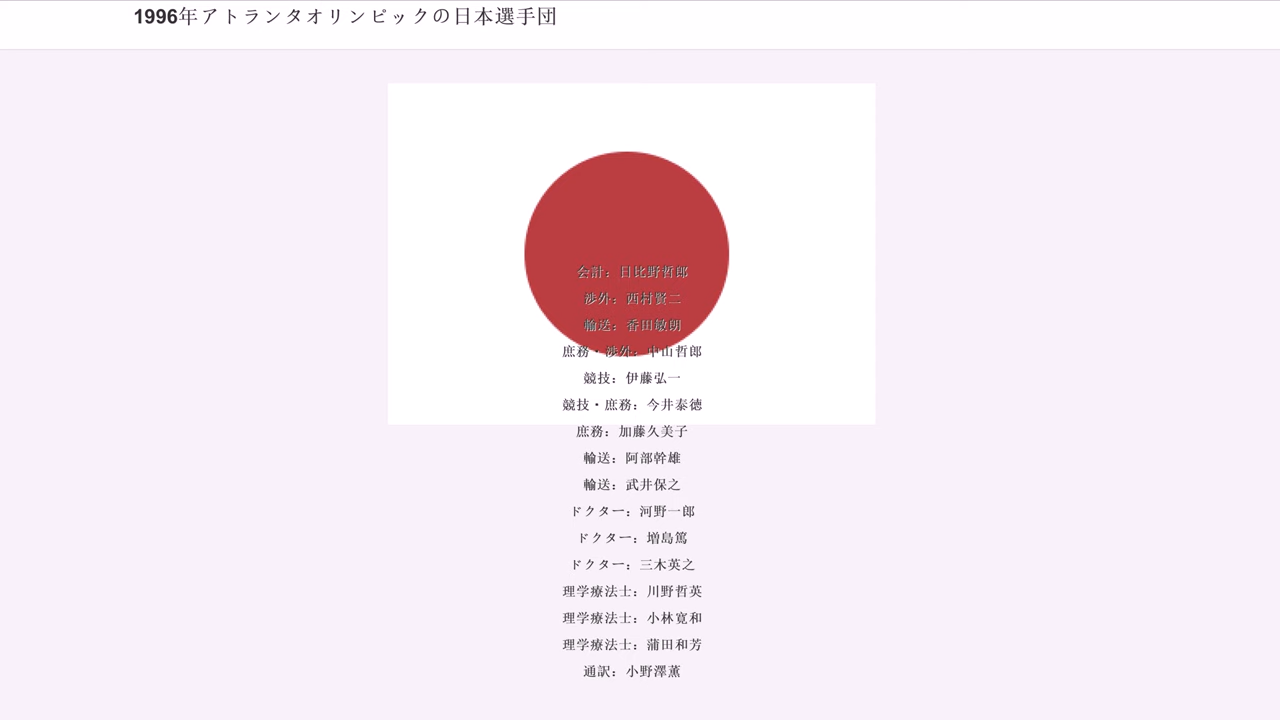 1996年アトランタオリンピックの日本選手団
会計：日比野哲郎
渉外：西村賢二
輸送：香田敏朗
庶務・渉外：中山哲郎
競技：伊藤弘一
競技・庶務：今井泰徳
庶務：加藤久美子
輸送：阿部幹雄
輸送：武井保之
ドクター：河野一郎
ドクター：増島篤
ドクター：三木英之
理学療法士：川野哲英
理学療法士：小林寛和
理学療法士：蒲田和芳
通訳：小野澤薫